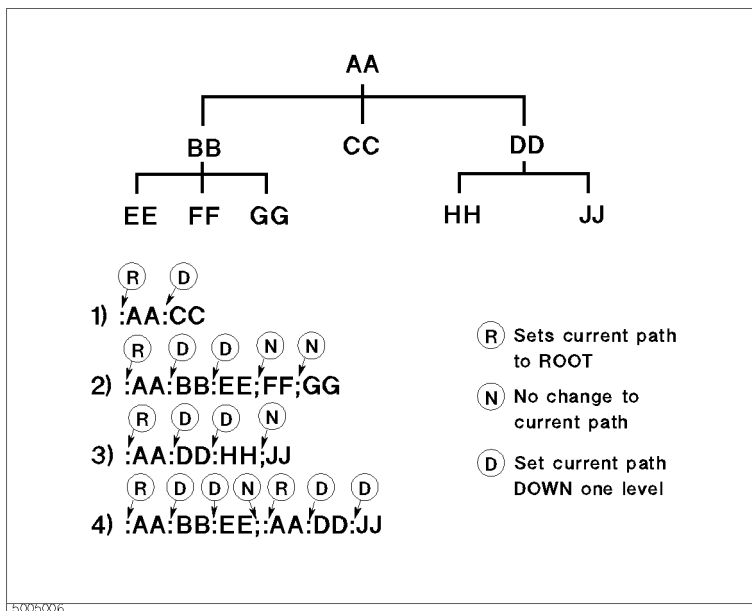 AA
BB CC DD
EE FF GG HH JJ
R D
1) :AA:CC
R D D N N
2) :AA:BB:EE;FF;GG
R D D N
3) :AA:DD:HH;JJ
R D D N R D D
4) :AA:BB:EE;:AA:DD:JJ
R Sets current path
to ROOT
N No change to
current path
D Set current path
DOWN one level
5005006